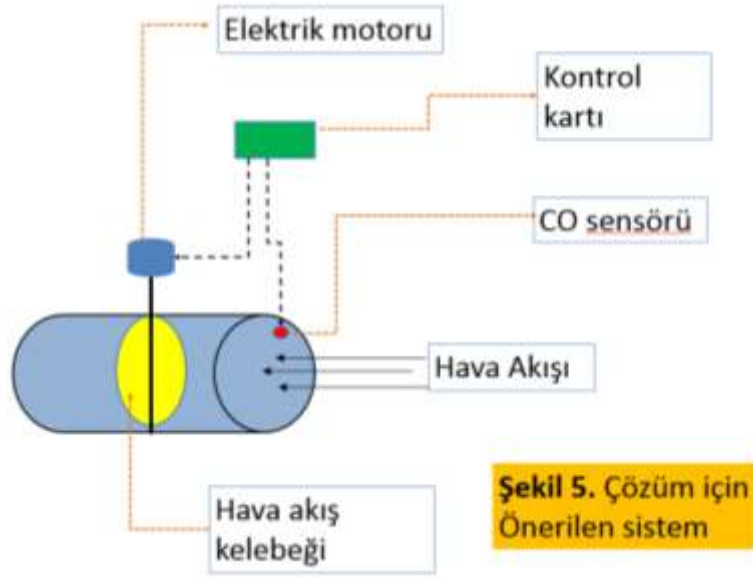 Elektrik motoru
Kontrol
kartı
CO sensörü
Hava Akışı
Hava akış
kelebeği
Şekil 5. Çözüm için
Önerilen sistem